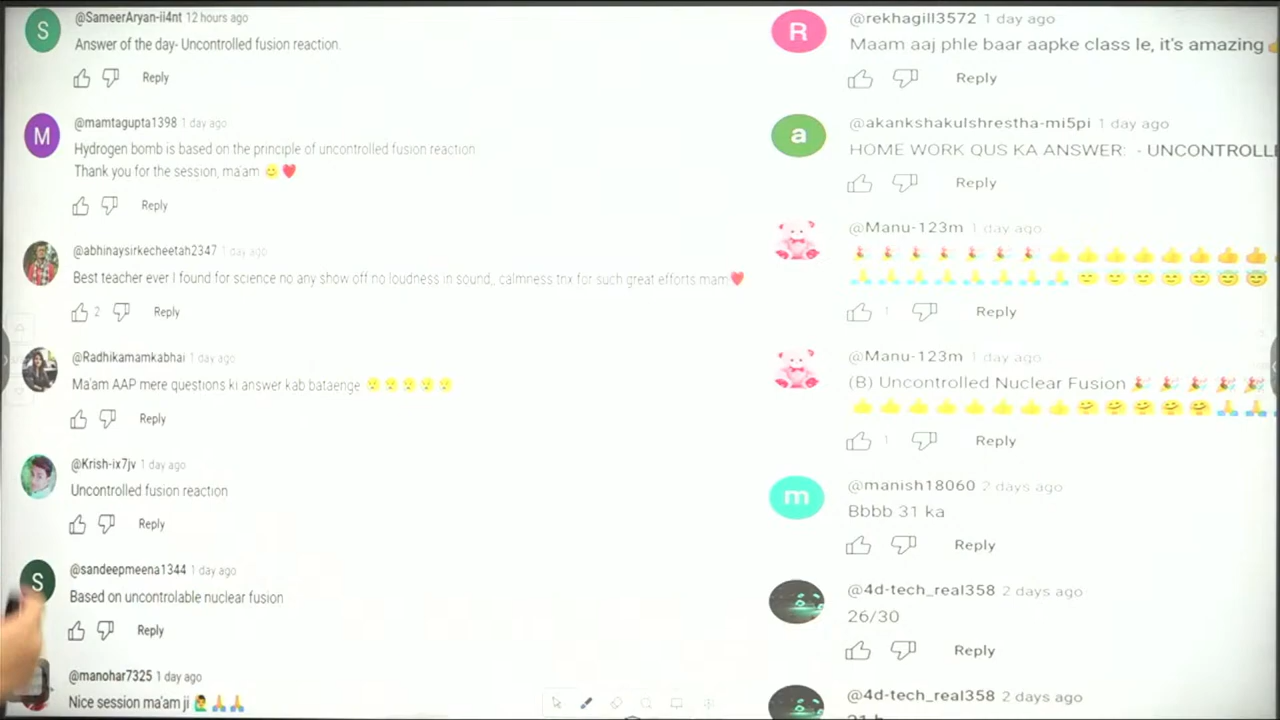 @SameerAryan-ii4nt 12 hours ago
Answer of the day- Uncontrolled fusion reaction.
Reply
@mamtagupta1398 1 day ago
Hydrogen bomb is based on the principle of uncontrolled fusion reaction
Thank you for the session, ma'am 😊❤️
Reply
@abhinaysirkecheetah2347 1 day ago
Best teacher ever I found for science no any show off no loudness in sound,, calmness tnx for such great efforts mam❤️
2 Reply
@Radhikamamkabhai 1 day ago
Ma'am AAP mere questions ki answer kab bataenge
Reply
@Krish-ix7jv 1 day ago
Uncontrolled fusion reaction
Reply
@sandeepmeena1344 1 day ago
Based on uncontrolable nuclear fusion
Reply
@manohar7325 1 day ago
Nice session ma'am ji 🙋‍♂️🙏🙏
@rekhagill3572 1 day ago
Maam aaj phle baar aapke class le, it's amazing
Reply
@akankshakulshrestha-mi5pi 1 day ago
HOME WORK QUS KA ANSWER: - UNCONTROLL
Reply
@Manu-123m 1 day ago
🎉🎉🎉🎉🎉🎉🎉👍👍👍👍👍👍👍👍
🙏🙏🙏🙏🙏🙏🙏🙏😇😇😇😇😇😇😇
1 Reply
@Manu-123m 1 day ago
(B) Uncontrolled Nuclear Fusion 🎉🎉🎉🎉🎉
👍👍👍👍👍👍👍👍😊😊😊😊😊🙏🙏
1 Reply
@manish18060 2 days ago
Bbbb 31 ka
Reply
@4d-tech_real358 2 days ago
26/30
Reply
@4d-tech_real358 2 days ago
S
M
S
R
a
m